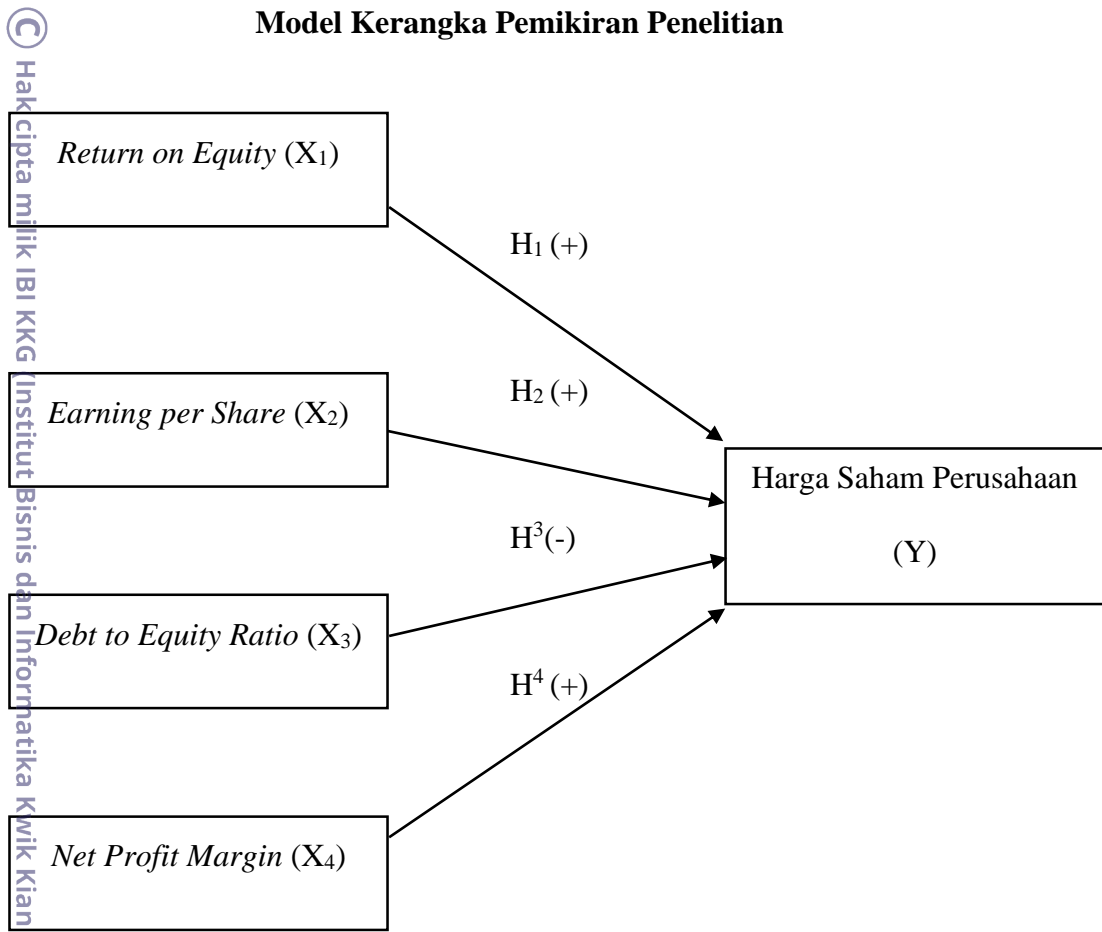 Model Kerangka Pemikiran Penelitian
© Hak cipta milik IBI KKG (Institut Bisnis dan Informatika Kwik Kian
Return on Equity (X₁)
H₁ (+)
Earning per Share (X₂)
H₂ (+)
Harga Saham Perusahaan
(Y)
H³(-)
Debt to Equity Ratio (X₃)
H⁴ (+)
Net Profit Margin (X₄)